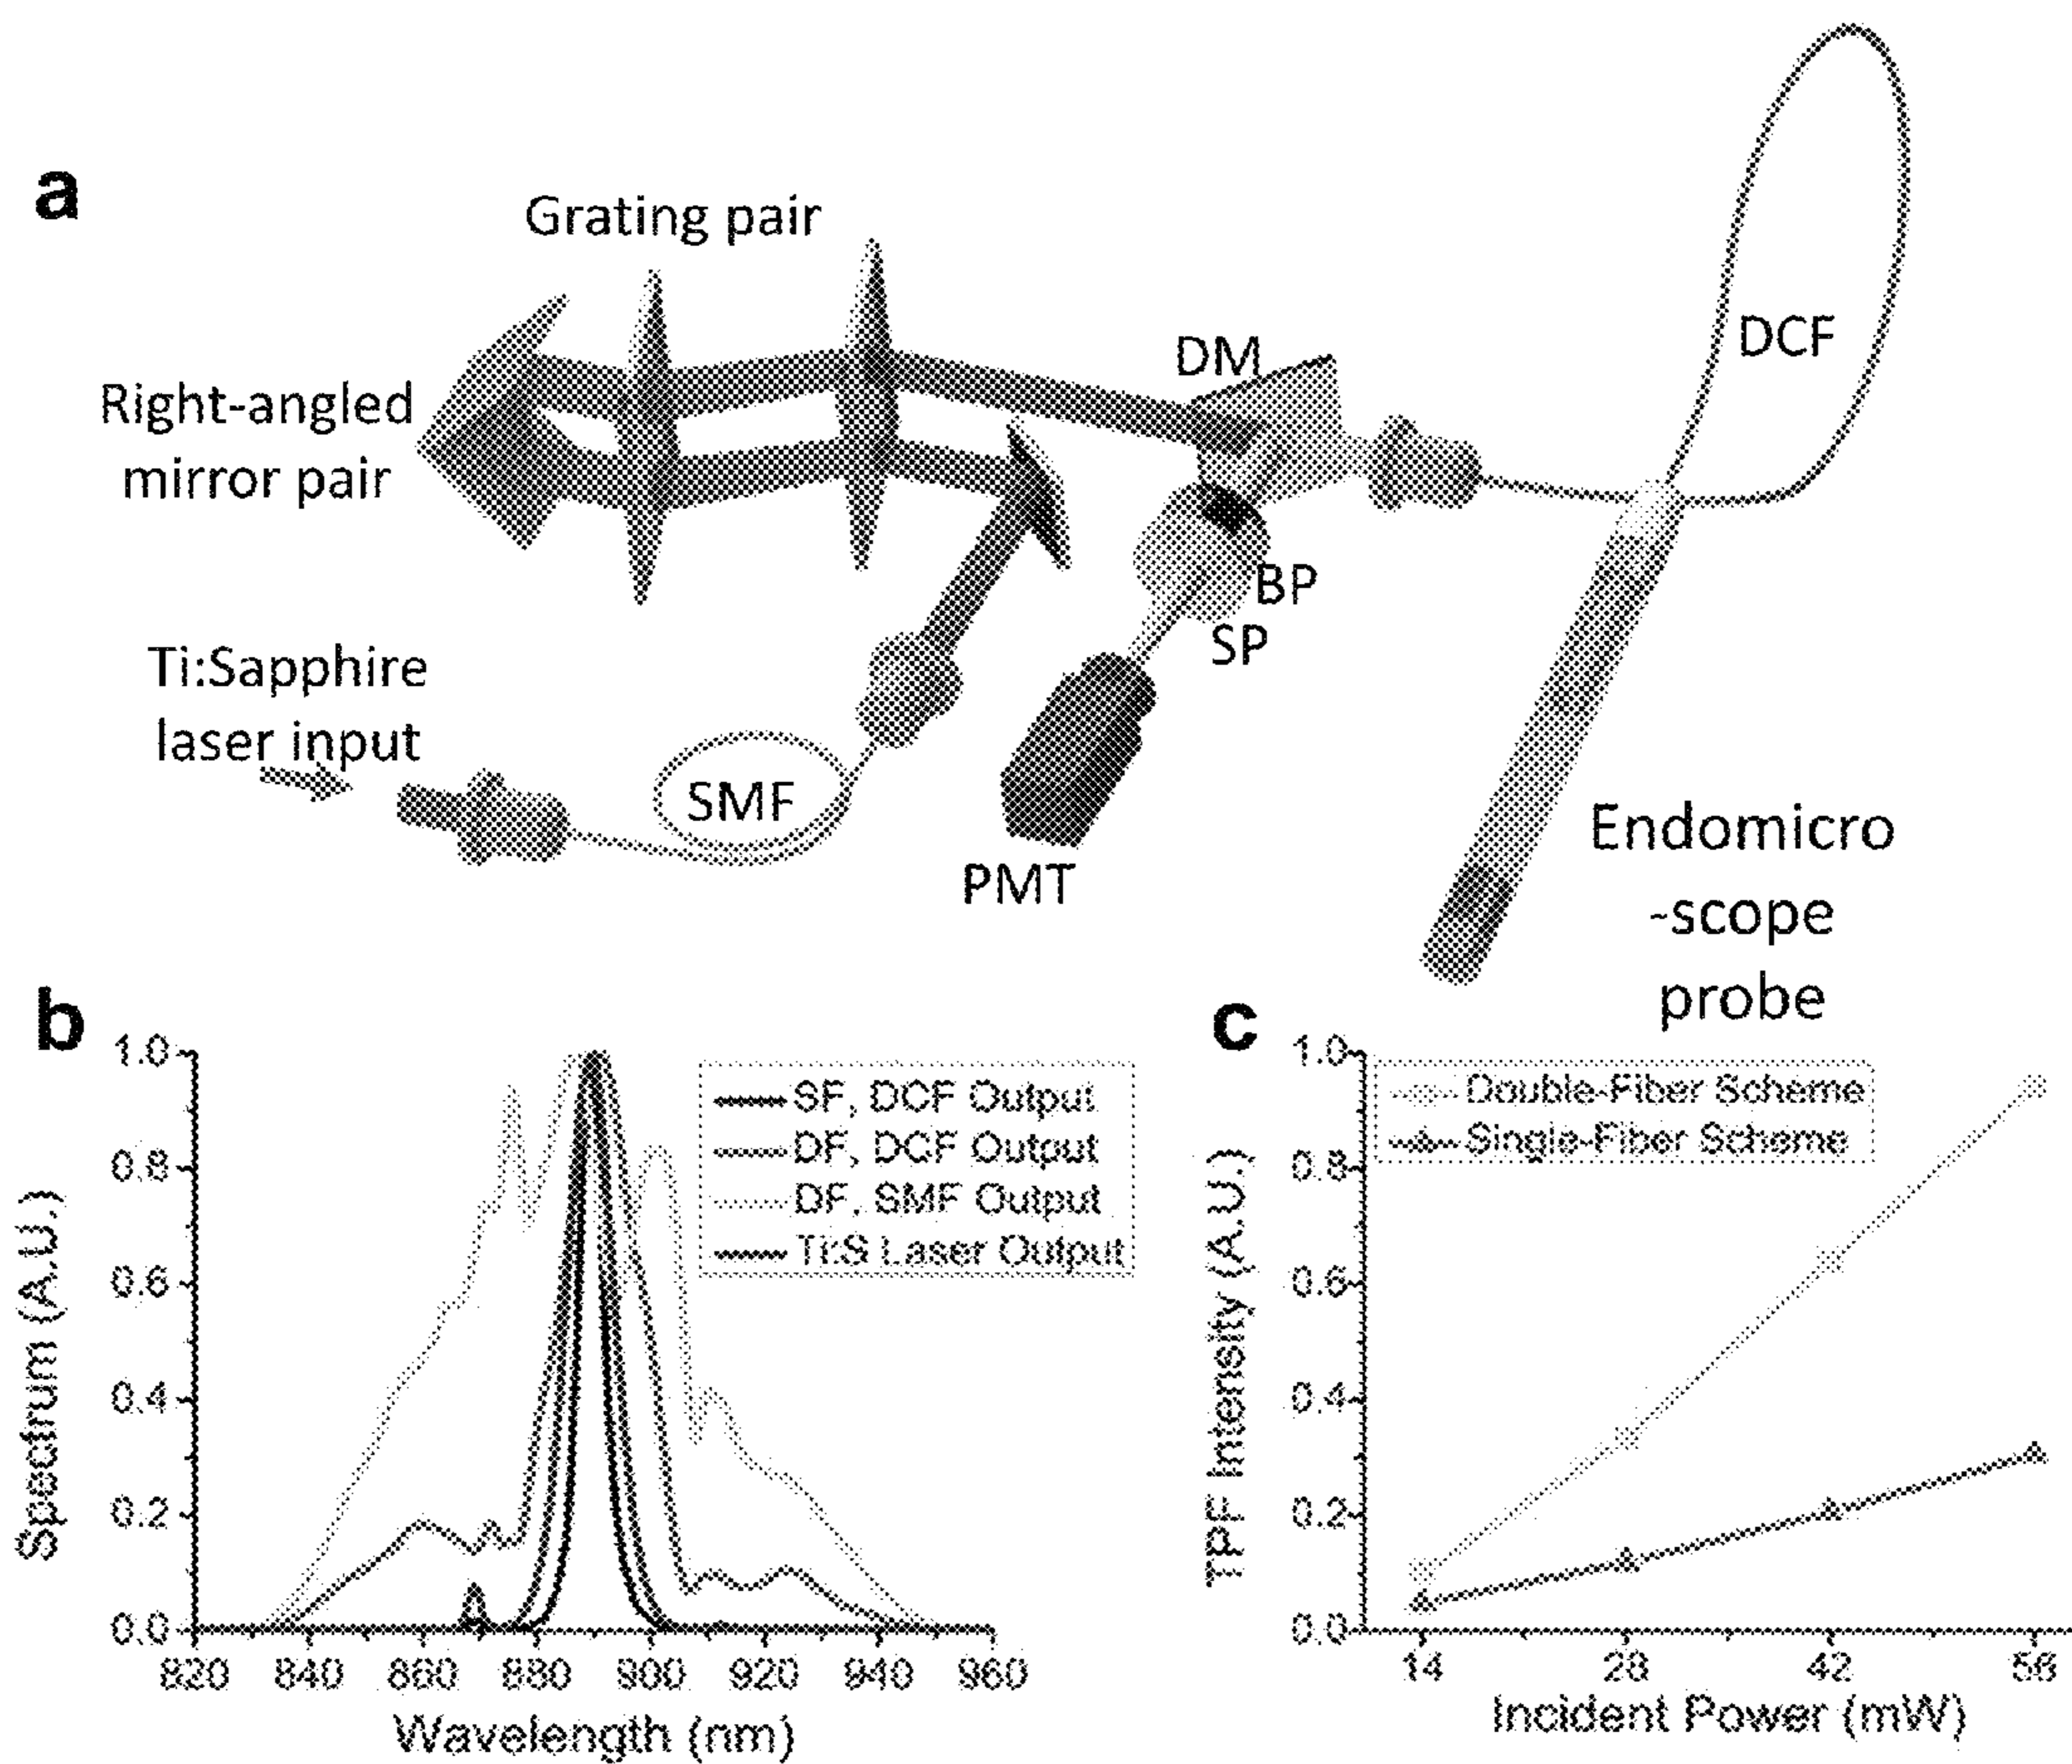 a
Grating pair
Right-angled
mirror pair
DM
DCF
BP
SP
Ti:Sapphire
laser input
SMF
PMT
Endomicro
-scope
probe
b
1.0
0.8
0.6
0.4
0.2
0.0
Spectrum (A.U.)
SF, DCF Output
DF, DCF Output
DF, SMF Output
Ti:S Laser Output
820 840 860 880 900 920 940 960
Wavelength (nm)
c
1.0
0.8
0.6
0.4
0.2
0.0
TPF Intensity (A.U.)
Double-Fiber Scheme
Single-Fiber Scheme
14 28 42 56
Incident Power (mW)